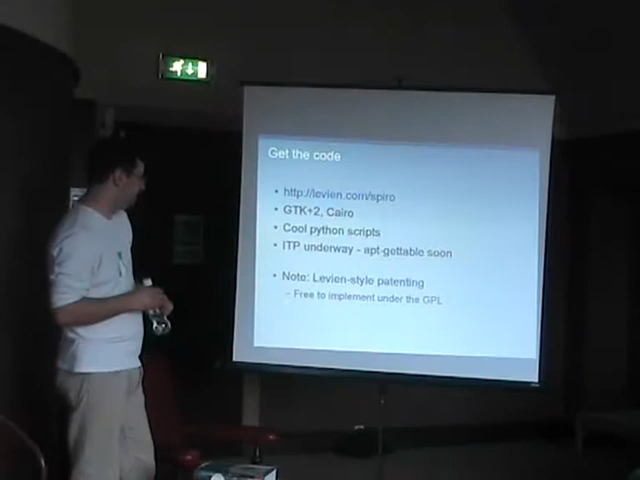 Get the code
• http://levien.com/spiro
• GTK+2, Cairo
• Cool python scripts
• ITP underway - apt-gettable soon
• Note: Levien-style patenting
– Free to implement under the GPL